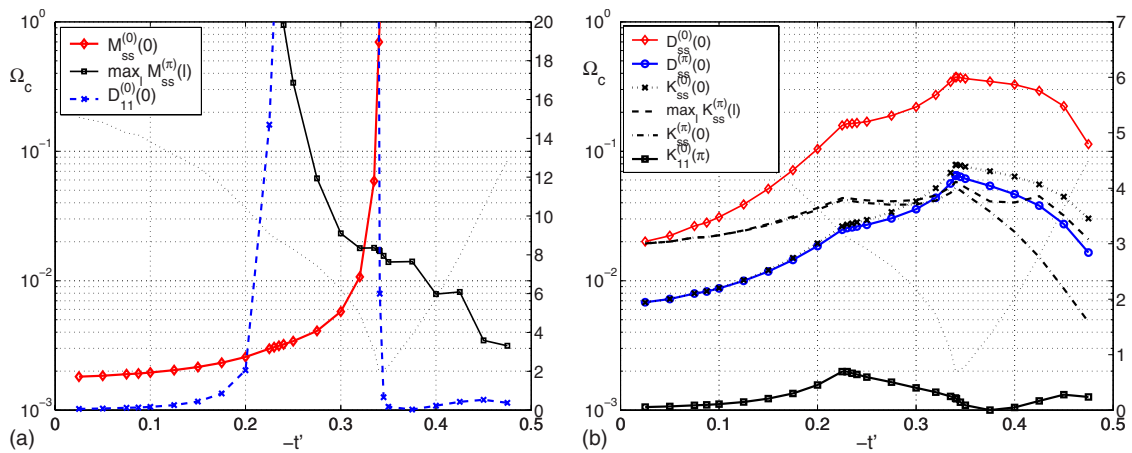 10^0
10^-1
10^-2
10^-3
Ω_c
M_ss^(0)(0)
max_l M_ss^(π)(l)
D_11^(0)(0)
20
18
16
14
12
10
8
6
4
2
0
0 0.1 0.2 0.3 0.4 0.5
(a)
−t'
10^0
10^-1
10^-2
10^-3
Ω_c
D_ss^(0)(0)
D_ss^(π)(0)
K_ss^(0)(0)
max_l K_ss^(π)(l)
K_ss^(π)(0)
K_11^(0)(π)
7
6
5
4
3
2
1
0
0 0.1 0.2 0.3 0.4 0.5
(b)
−t'